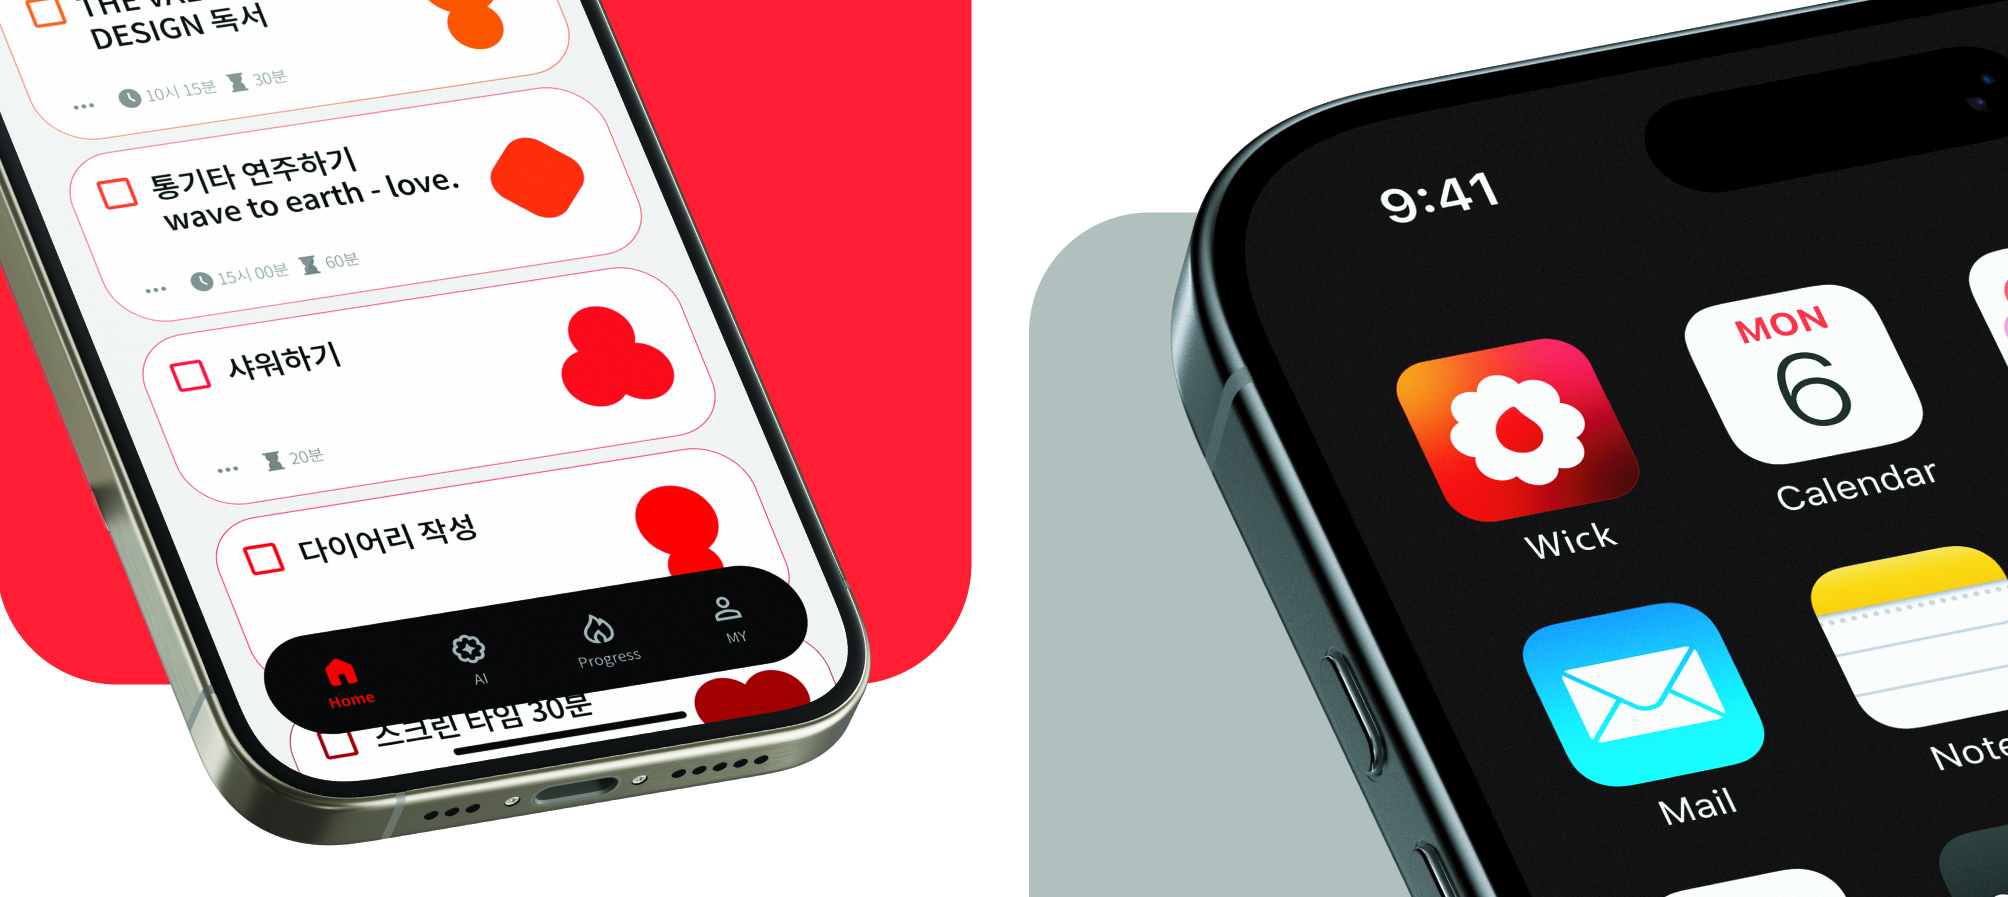 DESIGN 독서
10시 15분 30분
통기타 연주하기
wave to earth - love.
15시 00분 60분
샤워하기
20분
다이어리 작성
Home
AI
Progress
MY
스크린 타임 30분
9:41
MON
6
Wick
Calendar
Mail